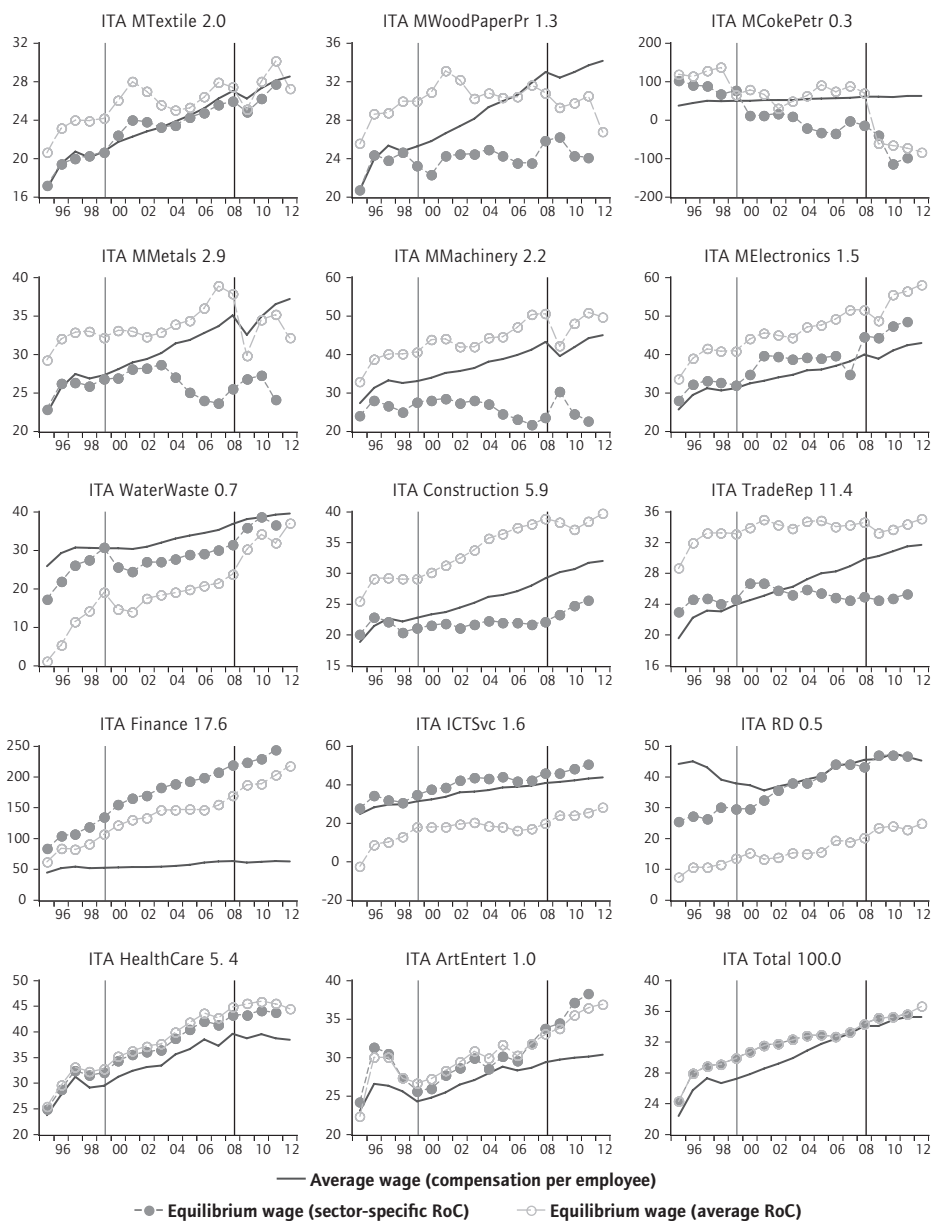 ITA MTextile 2.0 ITA MWoodPaperPr 1.3 ITA MCokePetr 0.3
32 36 200
28 32 100
24 28 0
20 24 -100
16 20 -200
96 98 00 02 04 06 08 10 12 96 98 00 02 04 06 08 10 12 96 98 00 02 04 06 08 10 12
ITA MMetals 2.9 ITA MMachinery 2.2 ITA MElectronics 1.5
40 60 60
35 50 50
30 40 40
25 30 30
20 20 20
96 98 00 02 04 06 08 10 12 96 98 00 02 04 06 08 10 12 96 98 00 02 04 06 08 10 12
ITA WaterWaste 0.7 ITA Construction 5.9 ITA TradeRep 11.4
40 40 36
30 35 32
20 30 28
10 25 24
0 20 20
15 16
96 98 00 02 04 06 08 10 12 96 98 00 02 04 06 08 10 12 96 98 00 02 04 06 08 10 12
ITA Finance 17.6 ITA ICTSvc 1.6 ITA RD 0.5
250 60 50
200 40 40
150 20 30
100 0 20
50 -20 10
0 0
96 98 00 02 04 06 08 10 12 96 98 00 02 04 06 08 10 12 96 98 00 02 04 06 08 10 12
ITA HealthCare 5. 4 ITA ArtEntert 1.0 ITA Total 100.0
50 40 40
45 35 36
40 30 32
35 25 28
30 20 24
25 20
20
96 98 00 02 04 06 08 10 12 96 98 00 02 04 06 08 10 12 96 98 00 02 04 06 08 10 12
Average wage (compensation per employee)
Equilibrium wage (sector-specific RoC) Equilibrium wage (average RoC)